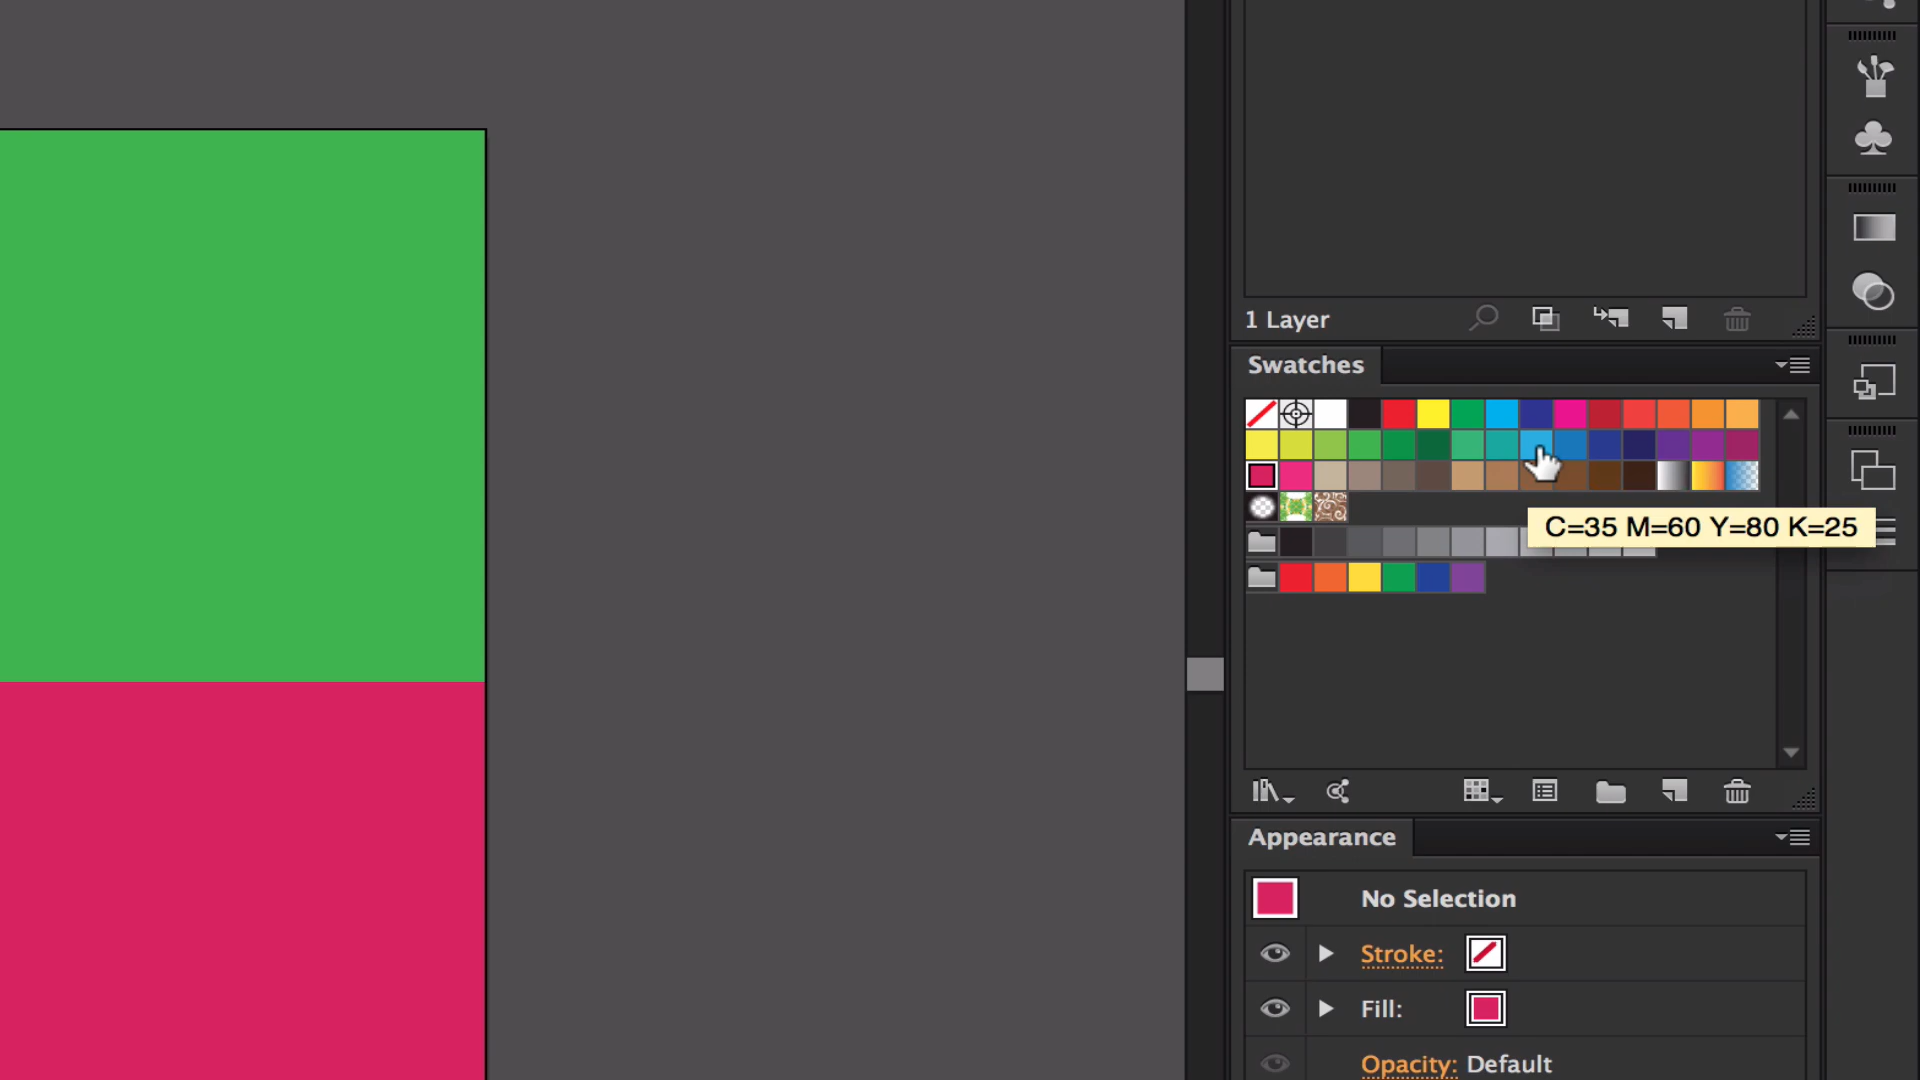 1 Layer
Swatches
C=35 M=60 Y=80 K=25
Appearance
No Selection
Stroke:
Fill:
Opacity: Default